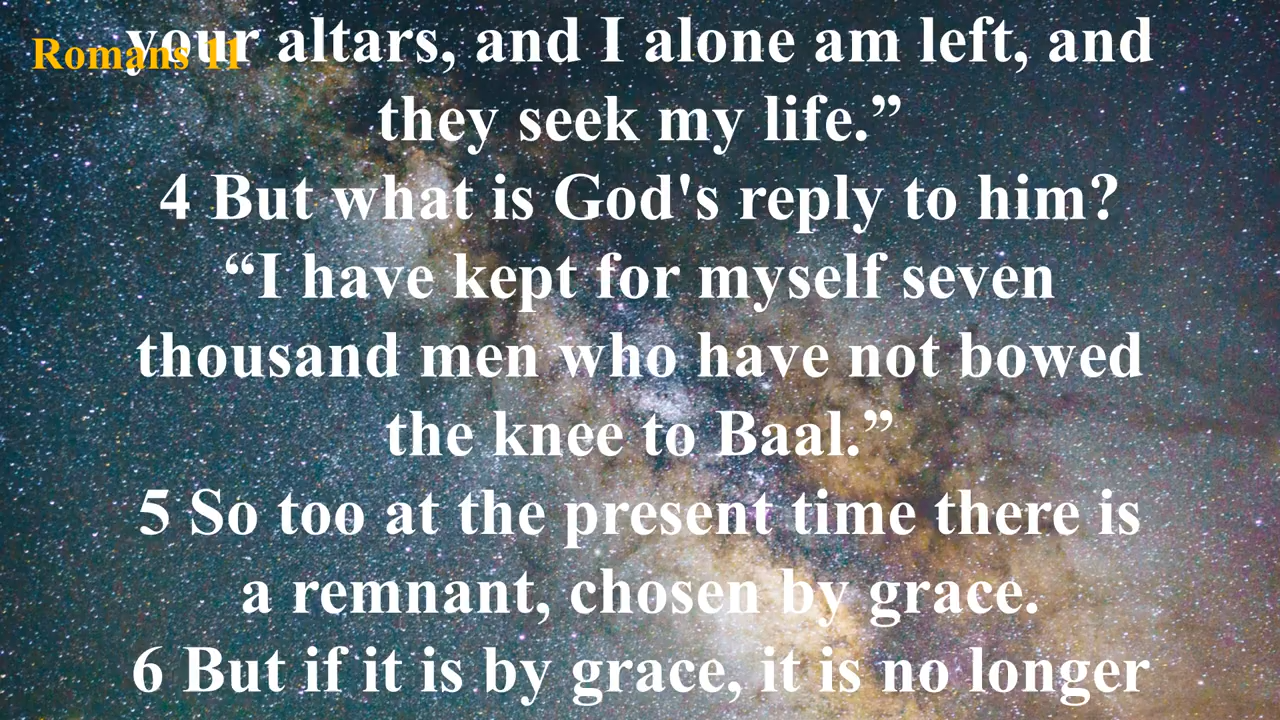 Romans 11
your altars, and I alone am left, and
they seek my life.”
4 But what is God's reply to him?
“I have kept for myself seven
thousand men who have not bowed
the knee to Baal.”
5 So too at the present time there is
a remnant, chosen by grace.
6 But if it is by grace, it is no longer